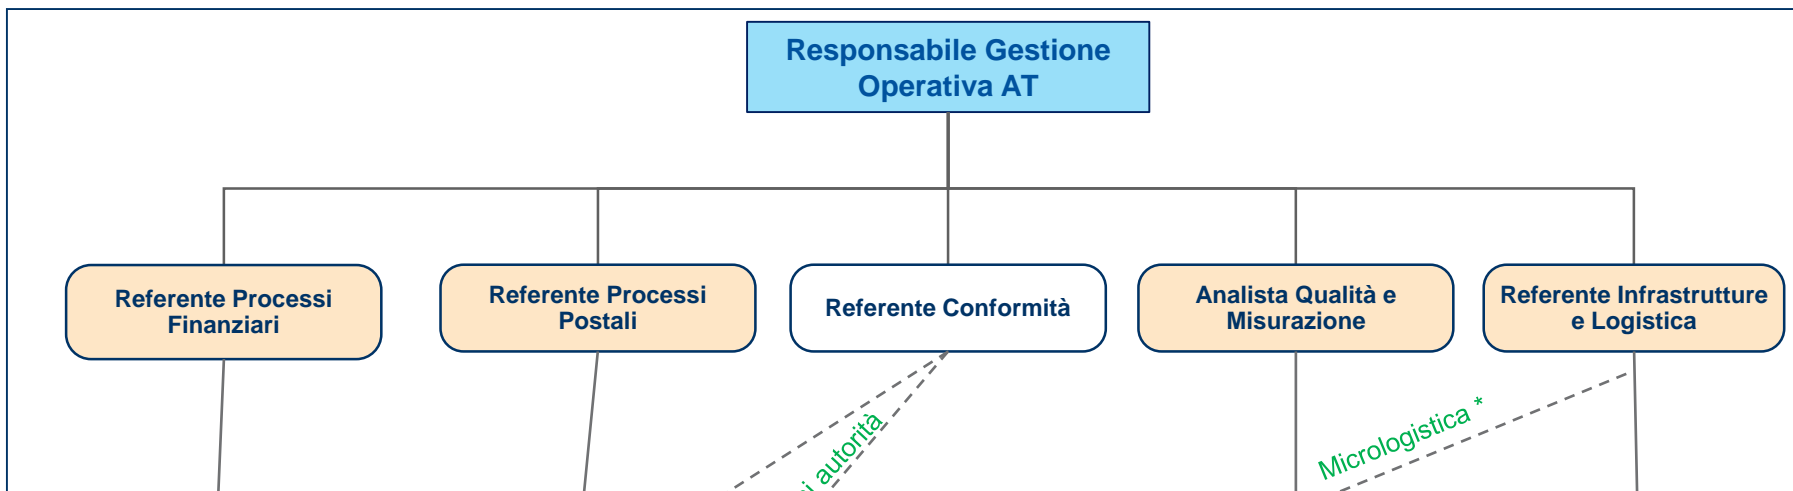 Responsabile Gestione
Operativa AT
Referente Processi
Finanziari
Referente Processi
Postali
Referente Conformità
Analista Qualità e
Misurazione
Referente Infrastrutture
e Logistica
autorità
Micrologistica *